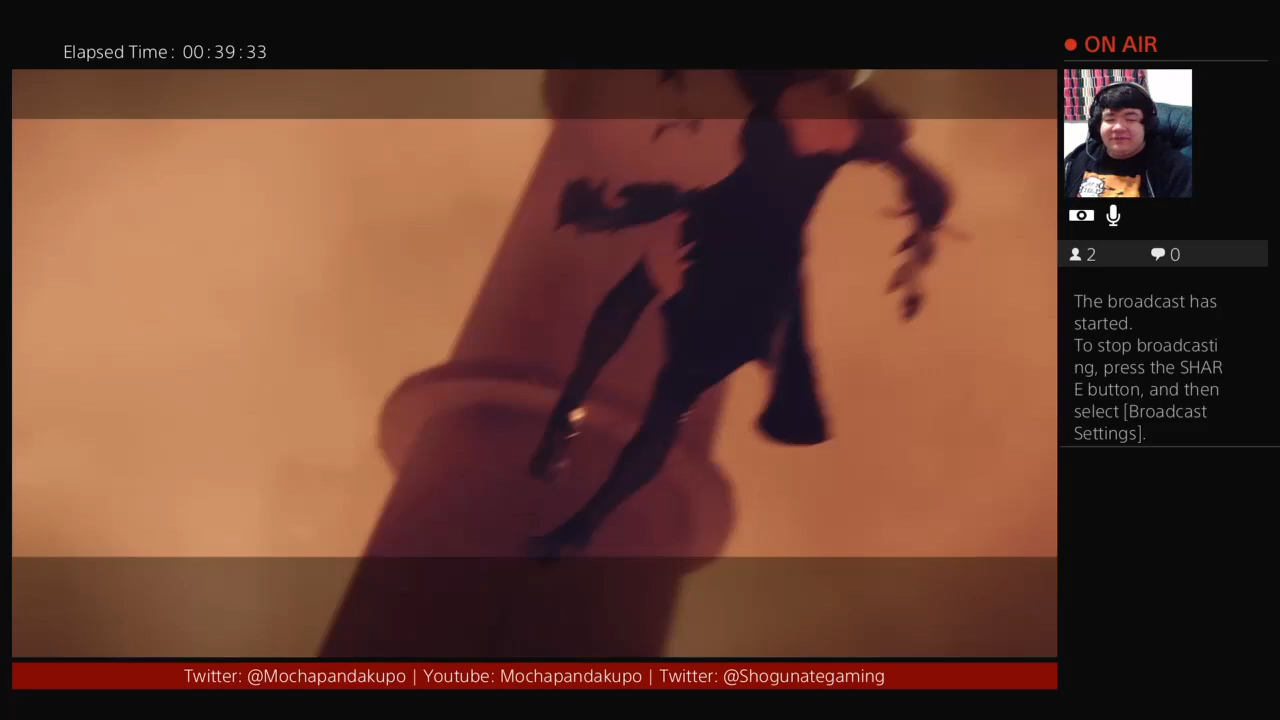 Elapsed Time: 00:39:33
ON AIR
2
0
The broadcast has
started.
To stop broadcasti
ng, press the SHAR
E button, and then
select [Broadcast
Settings].
Twitter: @Mochapandakupo | Youtube: Mochapandakupo | Twitter: @Shogunategaming